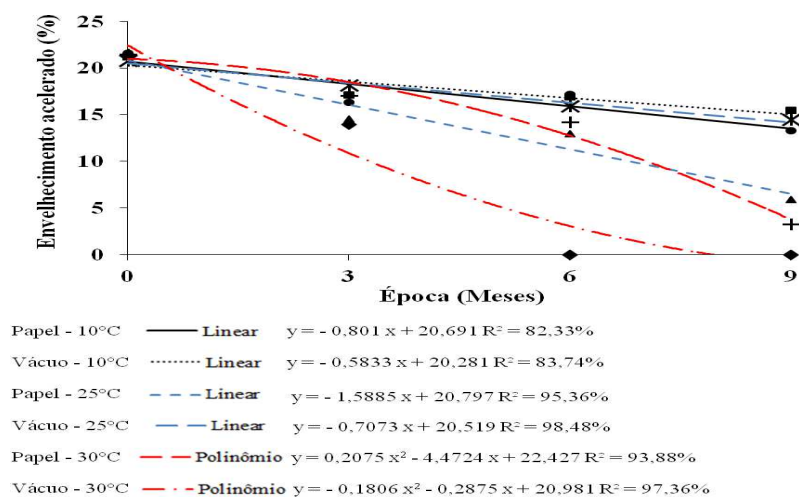 Envelhecimento acelerado (%)
25
20
15
10
5
0
0 3 6 9
Época (Meses)
Papel - 10°C Linear y = - 0,801 x + 20,691 R² = 82,33%
Vácuo - 10°C Linear y = - 0,5833 x + 20,281 R² = 83,74%
Papel - 25°C Linear y = - 1,5885 x + 20,797 R² = 95,36%
Vácuo - 25°C Linear y = - 0,7073 x + 20,519 R² = 98,48%
Papel - 30°C Polinômio y = 0,2075 x² - 4,4724 x + 22,427 R² = 93,88%
Vácuo - 30°C Polinômio y = -0,1806 x² - 0,2875 x + 20,981 R² = 97,36%